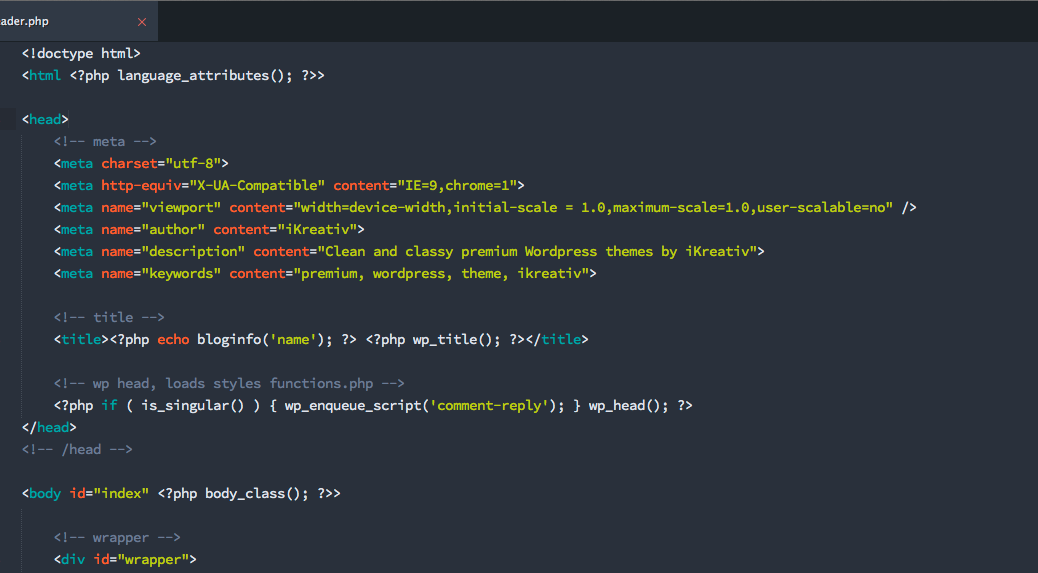 ader.php
<!doctype html>
<html <?php language_attributes(); ?>>
<head>
<!-- meta -->
<meta charset="utf-8">
<meta http-equiv="X-UA-Compatible" content="IE=9,chrome=1">
<meta name="viewport" content="width=device-width,initial-scale = 1.0,maximum-scale=1.0,user-scalable=no" />
<meta name="author" content="iKreativ">
<meta name="description" content="Clean and classy premium Wordpress themes by iKreativ">
<meta name="keywords" content="premium, wordpress, theme, ikreativ">
<!-- title -->
<title><?php echo bloginfo('name'); ?> <?php wp_title(); ?></title>
<!-- wp head, loads styles functions.php -->
<?php if ( is_singular() ) { wp_enqueue_script('comment-reply'); } wp_head(); ?>
</head>
<!-- /head -->
<body id="index" <?php body_class(); ?>>
<!-- wrapper -->
<div id="wrapper">